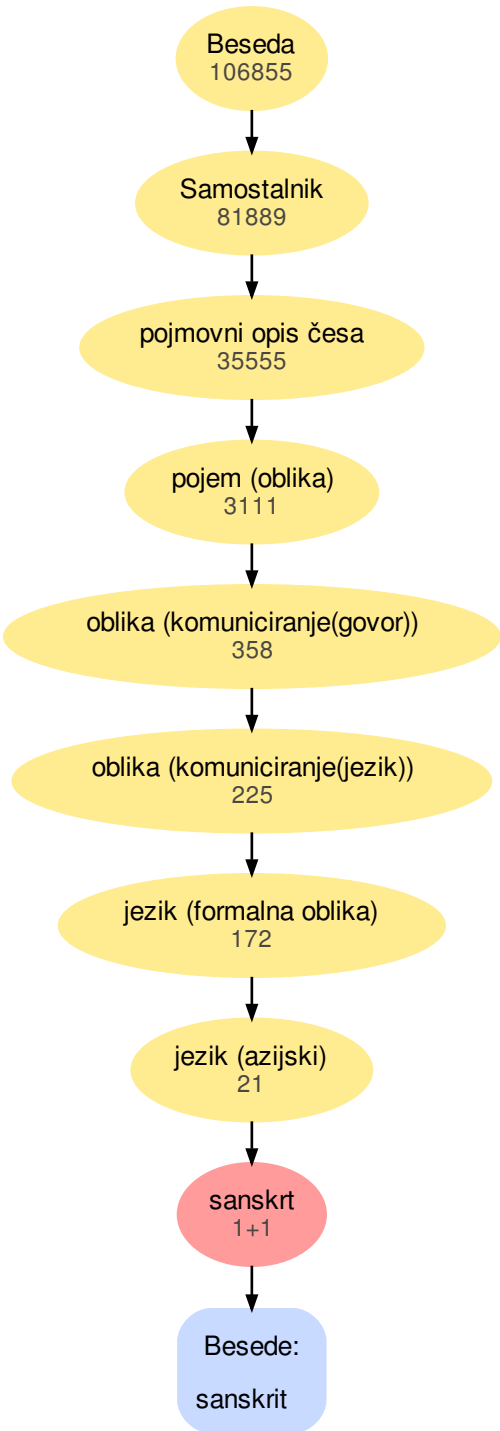 Beseda
106855
Samostalnik
81889
pojmovni opis česa
35555
pojem (oblika)
3111
oblika (komuniciranje(govor))
358
oblika (komuniciranje(jezik))
225
jezik (formalna oblika)
172
jezik (azijski)
21
sanskrt
1+1
Besede:
sanskrit